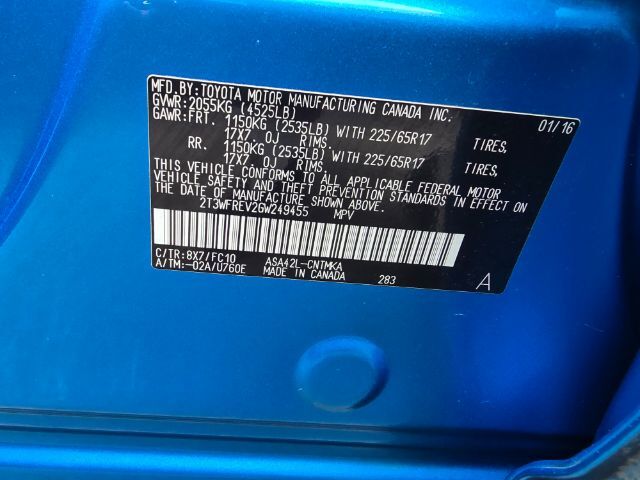 MFD.BY:TOYOTA MOTOR MANUFACTURING CANADA INC.
GVWR:2055KG (4525LB) 01/16
GAWR:FRT. 1150KG (2535LB) WITH 225/65R17 TIRES,
17X7.0J RIMS.
RR. 1150KG (2535LB) WITH 225/65R17 TIRES,
17X7.0J RIMS.
THIS VEHICLE CONFORMS TO ALL APPLICABLE FEDERAL MOTOR
VEHICLE SAFETY AND THEFT PREVENTION STANDARDS IN EFFECT
ON THE DATE OF MANUFACTURE SHOWN ABOVE.
2T3WFREV2GW249455 MPV
C/TR:8X7/FC10 ASA42L-CNTMKA
A/TM:-02A/U760E MADE IN CANADA 283 A